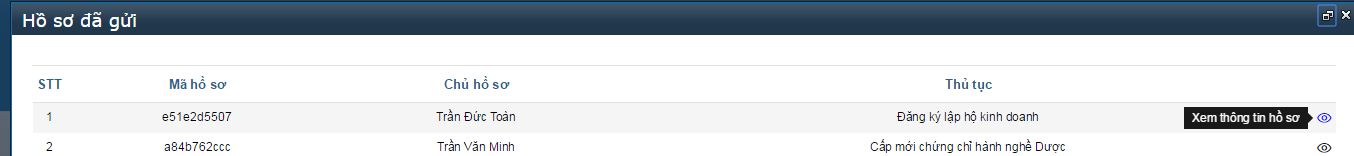 Hồ sơ đã gửi
STT Mã hồ sơ Chủ hồ sơ Thủ tục
1 e51e2d5507 Trần Đức Toàn Đăng ký lập hộ kinh doanh Xem thông tin hồ sơ
2 a84b762ccc Trần Văn Minh Cấp mới chứng chỉ hành nghề Dược